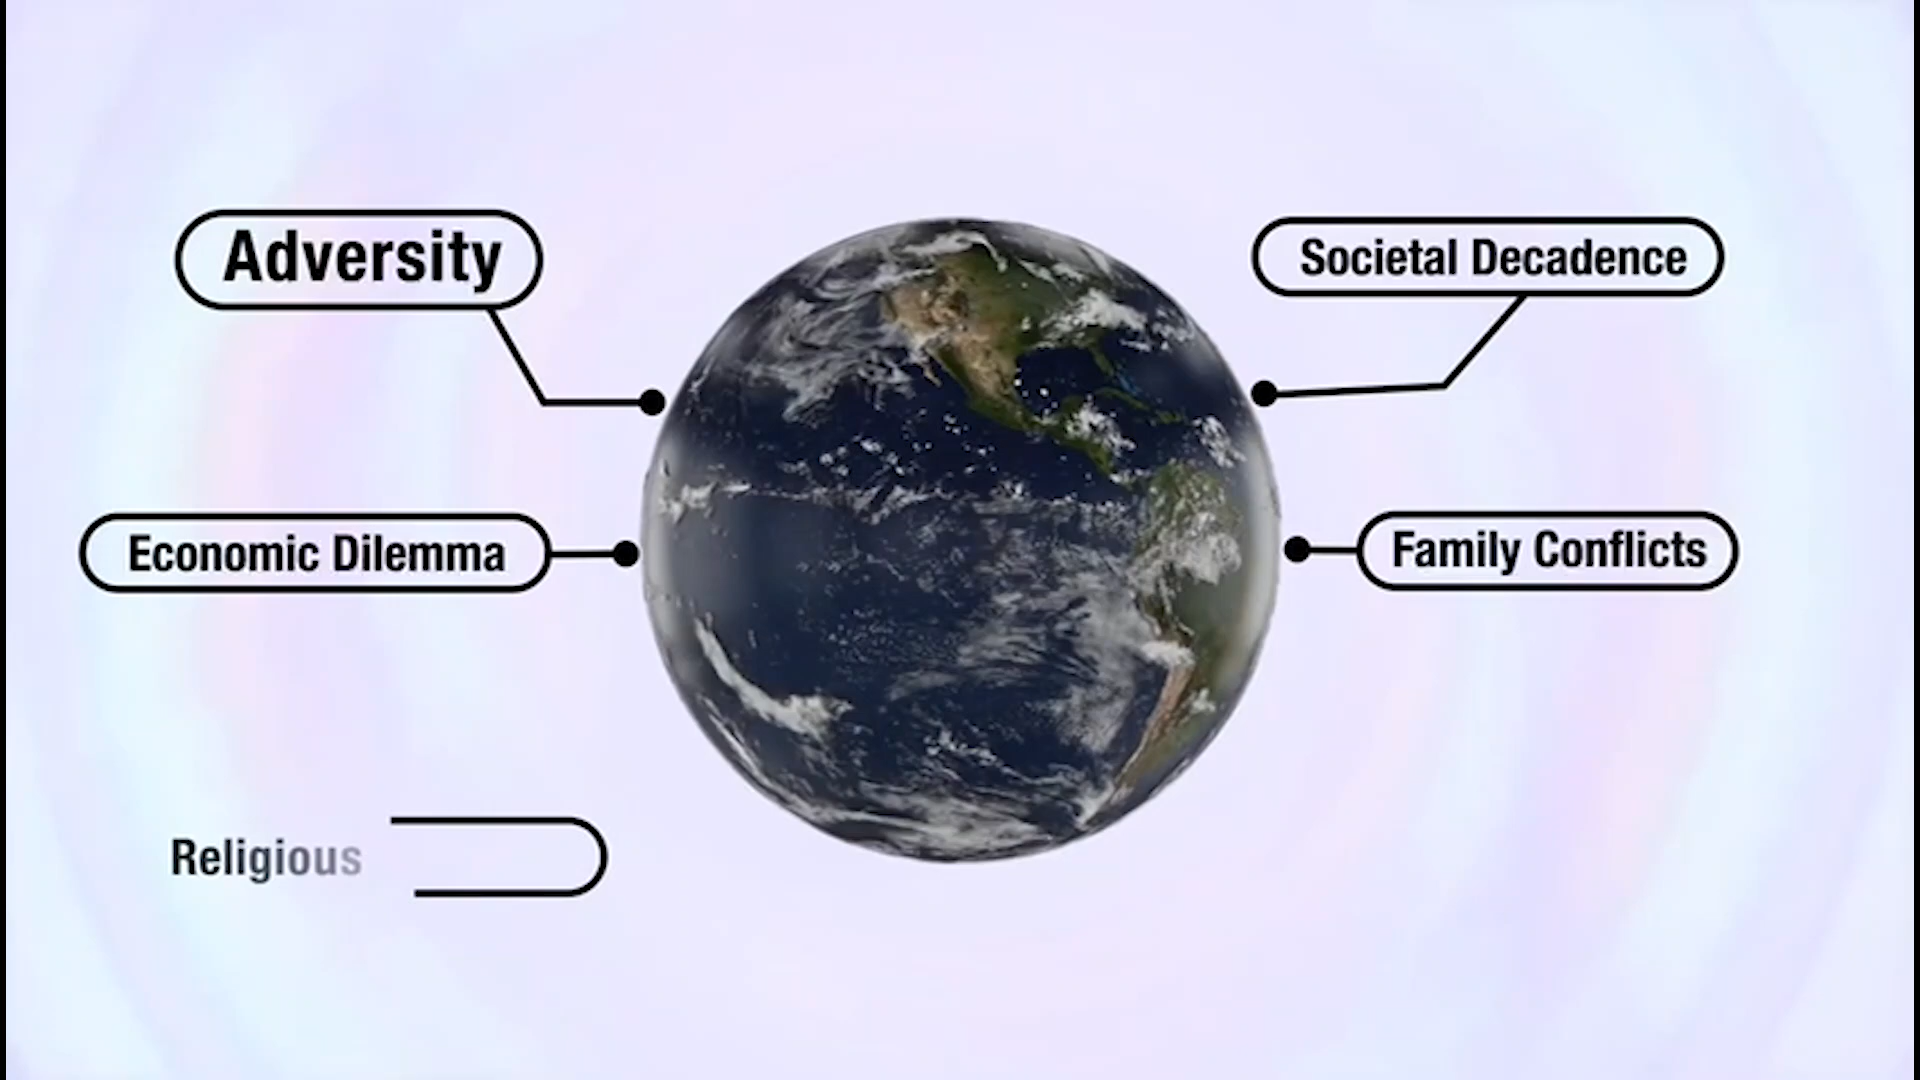 Adversity
Societal Decadence
Economic Dilemma
Family Conflicts
Religious